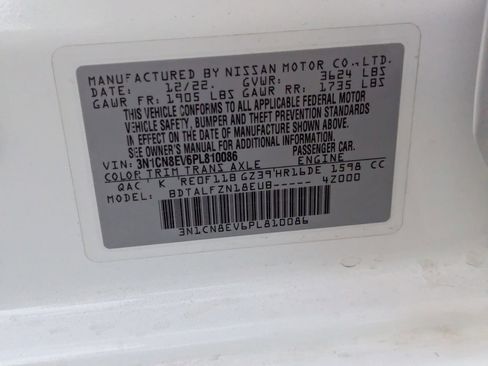 MANUFACTURED BY NISSAN MOTOR CO.,LTD.
DATE: 12/22. GVWR: 3624 LBS
GAWR FR: 1905 LBS GAWR RR: 1735 LBS
THIS VEHICLE CONFORMS TO ALL APPLICABLE FEDERAL MOTOR
VEHICLE SAFETY, BUMPER, AND THEFT PREVENTION STANDARDS
IN EFFECT ON THE DATE OF MANUFACTURE SHOWN ABOVE.
SEE OWNER'S MANUAL FOR ADDITIONAL INFORMATION.
VIN: 3N1CN8EV6PL810086 PASSENGER CAR.
COLOR TRIM TRANS AXLE ENGINE
QAC K RE0F11B GZ39 HR16DE 1598 CC
MODEL: BDTALFZN18EUB----- 4Z000
3N1CN8EV6PL810086